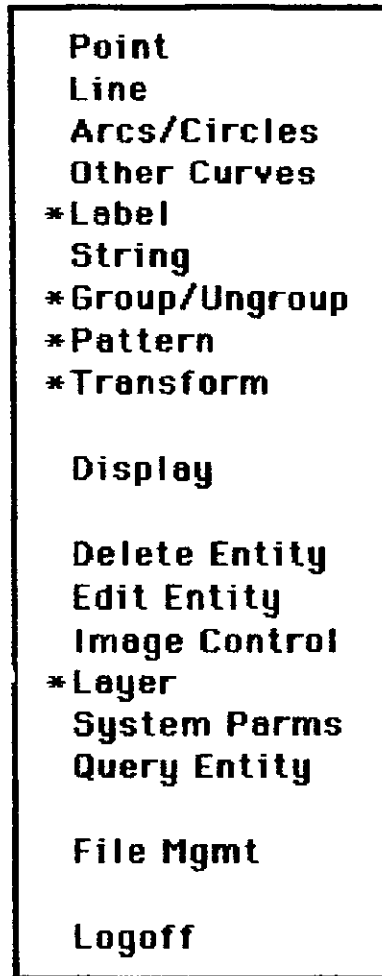 Point
Line
Arcs/Circles
Other Curves
*Label
String
*Group/Ungroup
*Pattern
*Transform
Display
Delete Entity
Edit Entity
Image Control
*Layer
System Parms
Query Entity
File Mgmt
Logoff